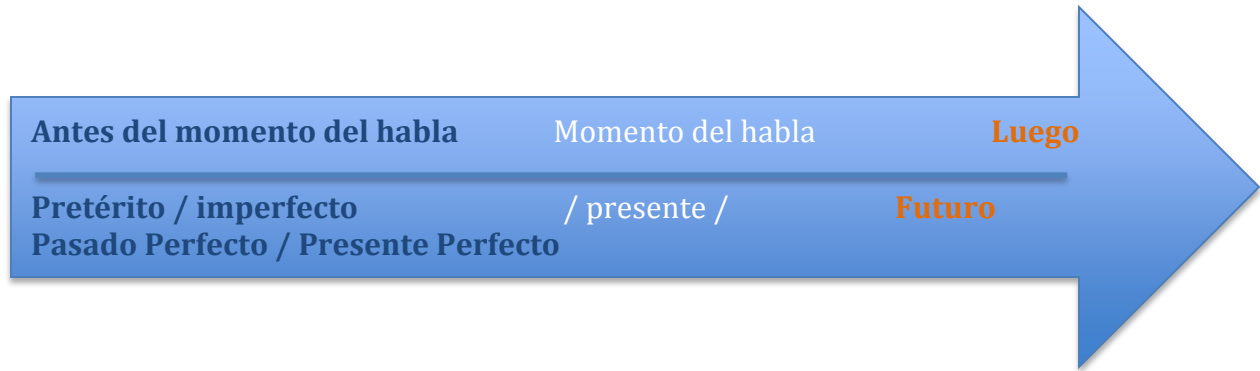 Antes del momento del habla Momento del habla Luego
Pretérito / imperfecto / presente / Futuro
Pasado Perfecto / Presente Perfecto